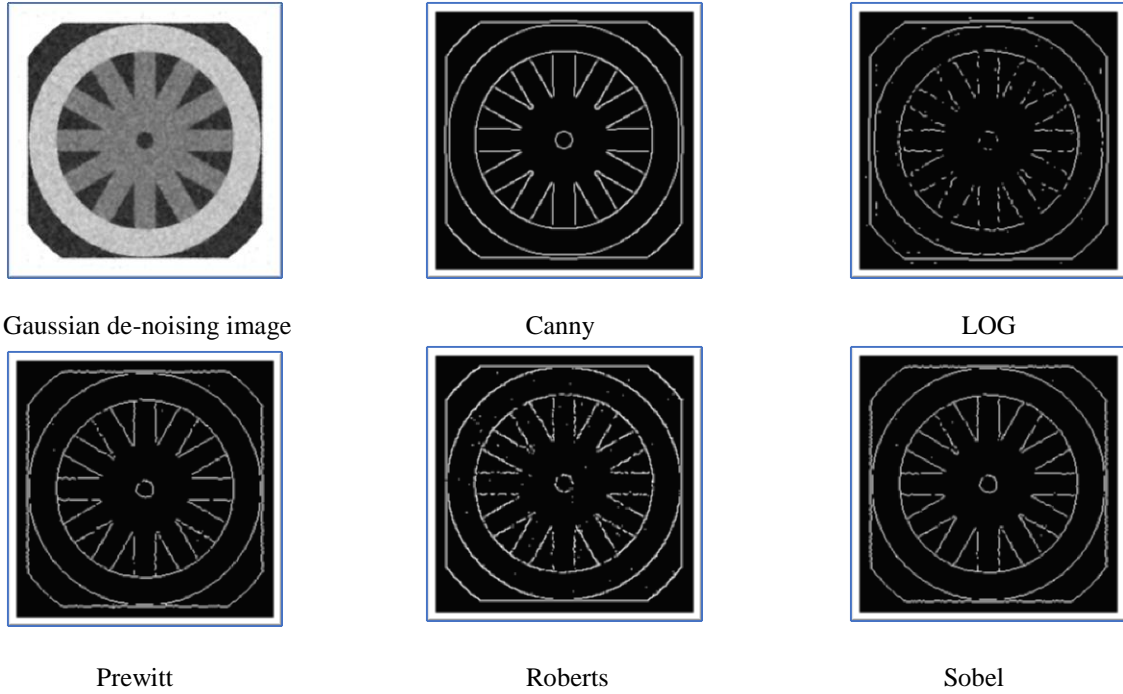 Gaussian de-noising image
Canny
LOG
Prewitt
Roberts
Sobel